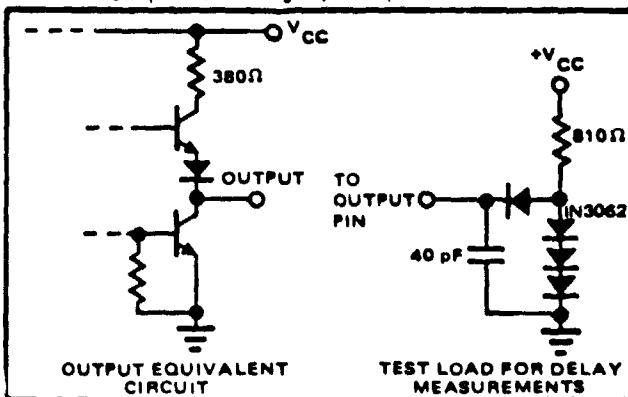 VCC
380Ω
OUTPUT
OUTPUT EQUIVALENT
CIRCUIT
+VCC
810Ω
TO
OUTPUT
PIN
IN3062
40 pF
TEST LOAD FOR DELAY
MEASUREMENTS